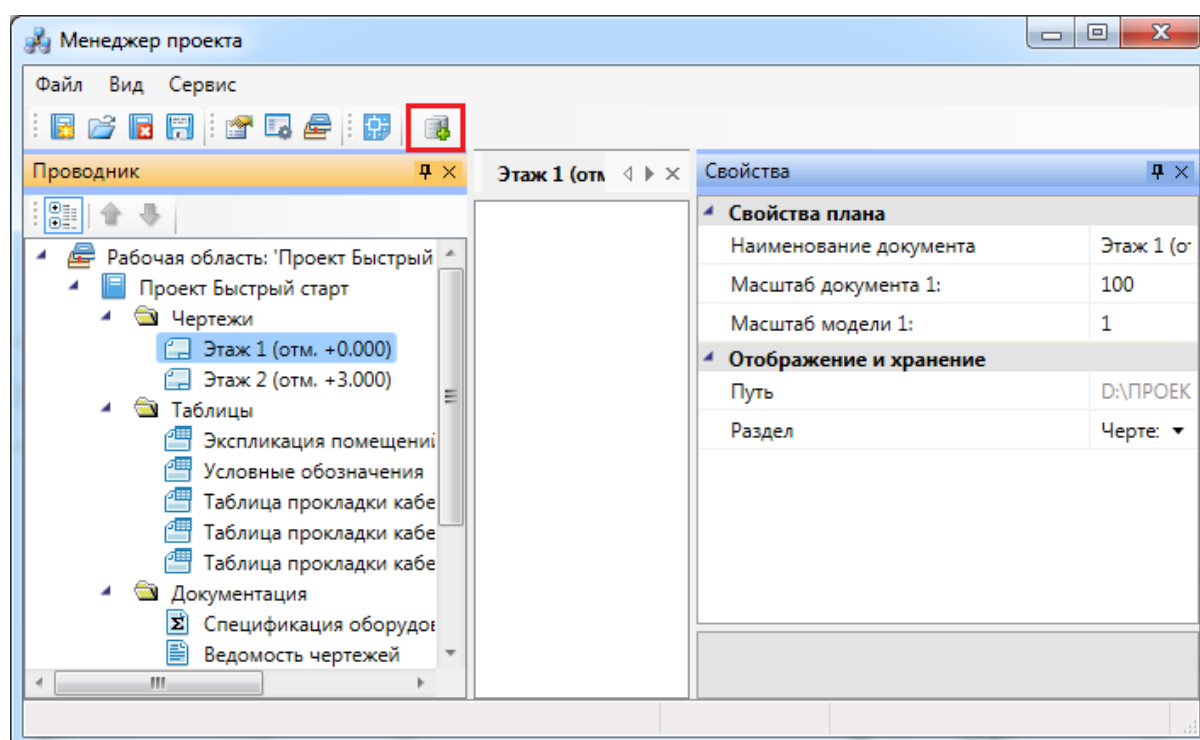 Менеджер проекта
Файл Вид Сервис
Проводник
Этаж 1 (отм
Свойства
Рабочая область: 'Проект Быстрый
Проект Быстрый старт
Чертежи
Этаж 1 (отм. +0.000)
Этаж 2 (отм. +3.000)
Таблицы
Экспликация помещений
Условные обозначения
Таблица прокладки кабе
Таблица прокладки кабе
Таблица прокладки кабе
Документация
Спецификация оборудов
Ведомость чертежей
Свойства плана
Наименование документа Этаж 1 (от
Масштаб документа 1: 100
Масштаб модели 1: 1
Отображение и хранение
Путь D:\ПРОЕК
Раздел Черте: